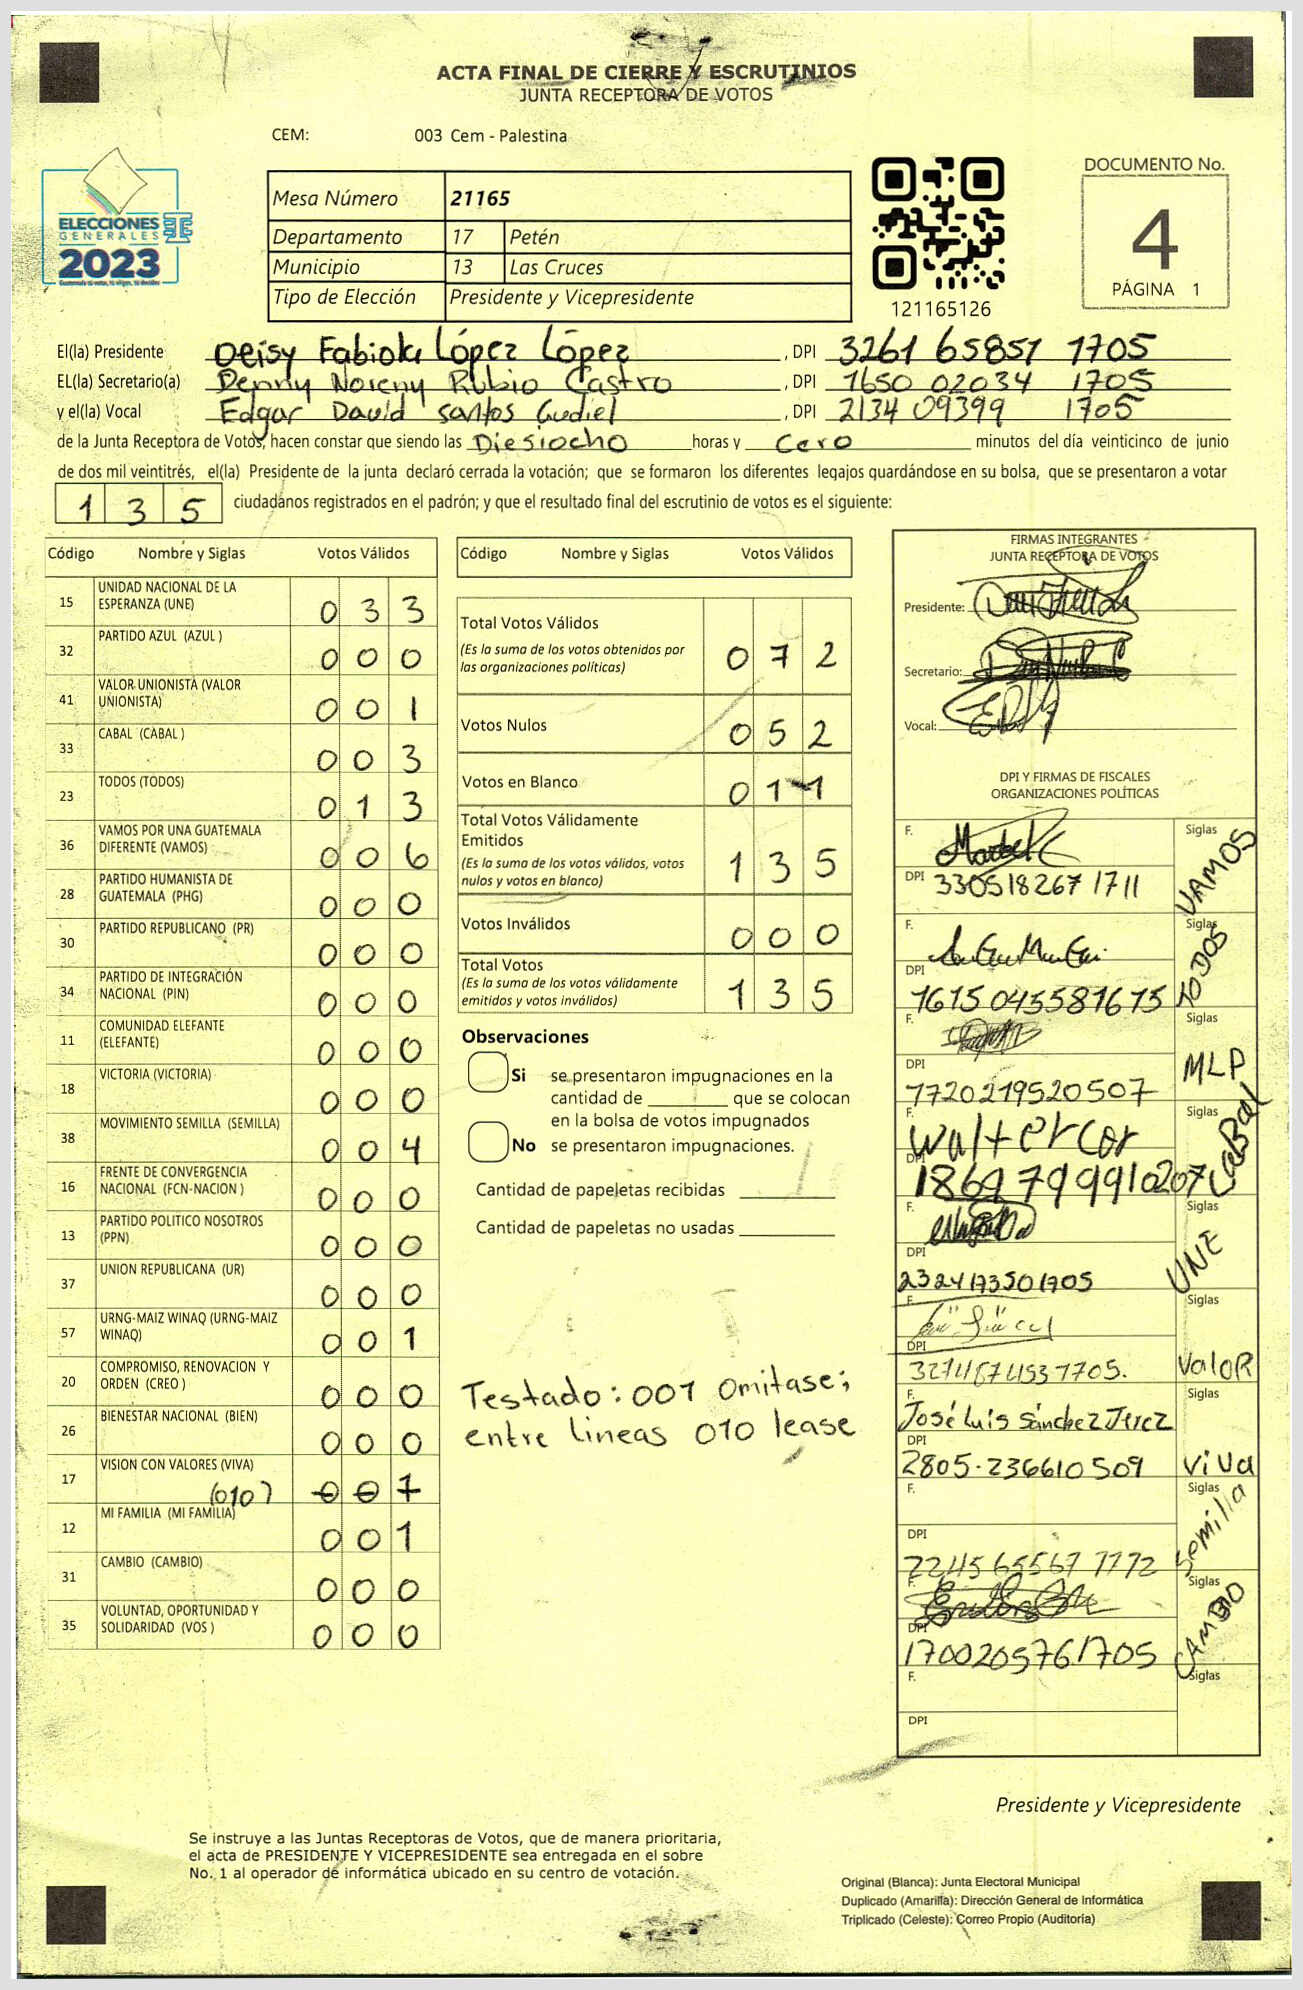 ACTA FINAL DE CIERRE Y ESCRUTINIOS
JUNTA RECEPTORA DE VOTOS
CEM: 003 Cem - Palestina
ELECCIONES
GENERALES
2023
Mesa Número 21165
Departamento 17 Petén
Municipio 13 Las Cruces
Tipo de Elección Presidente y Vicepresidente
121165126
DOCUMENTO No.
4
PÁGINA 1
El(la) Presidente Deisy Fabiola López López , DPI 3261 65851 1705
EL(la) Secretario(a) Denny Noremy Rubio Castro , DPI 1650 02034 1705
y el(la) Vocal Edgar David Santos Gudiel , DPI 2134 09399 1705
de la Junta Receptora de Votos, hacen constar que siendo las Diesiocho horas y cero minutos del día veinticinco de junio
de dos mil veintitrés, el(la) Presidente de la junta declaró cerrada la votación; que se formaron los diferentes legajos guardándose en su bolsa, que se presentaron a votar
1 3 5 ciudadanos registrados en el padrón; y que el resultado final del escrutinio de votos es el siguiente:
Código Nombre y Siglas Votos Válidos
15 UNIDAD NACIONAL DE LA
ESPERANZA (UNE) 0 3 3
32 PARTIDO AZUL (AZUL ) 0 0 0
41 VALOR UNIONISTA (VALOR
UNIONISTA) 0 0 1
33 CABAL (CABAL ) 0 0 3
23 TODOS (TODOS) 0 1 3
36 VAMOS POR UNA GUATEMALA
DIFERENTE (VAMOS) 0 0 6
28 PARTIDO HUMANISTA DE
GUATEMALA (PHG) 0 0 0
30 PARTIDO REPUBLICANO (PR) 0 0 0
34 PARTIDO DE INTEGRACIÓN
NACIONAL (PIN) 0 0 0
11 COMUNIDAD ELEFANTE
(ELEFANTE) 0 0 0
18 VICTORIA (VICTORIA) 0 0 0
38 MOVIMIENTO SEMILLA (SEMILLA) 0 0 4
16 FRENTE DE CONVERGENCIA
NACIONAL (FCN-NACION ) 0 0 0
13 PARTIDO POLITICO NOSOTROS
(PPN) 0 0 0
37 UNION REPUBLICANA (UR) 0 0 0
57 URNG-MAIZ WINAQ (URNG-MAIZ
WINAQ) 0 0 1
20 COMPROMISO, RENOVACION Y
ORDEN (CREO ) 0 0 0
26 BIENESTAR NACIONAL (BIEN) 0 0 0
17 VISION CON VALORES (VIVA)
(010) 0 0 1
12 MI FAMILIA (MI FAMILIA) 0 0 1
31 CAMBIO (CAMBIO) 0 0 0
35 VOLUNTAD, OPORTUNIDAD Y
SOLIDARIDAD (VOS ) 0 0 0
Código Nombre y Siglas Votos Válidos
Total Votos Válidos
(Es la suma de los votos obtenidos por
las organizaciones políticas) 0 7 2
Votos Nulos 0 5 2
Votos en Blanco 0 1 1
Total Votos Válidamente
Emitidos
(Es la suma de los votos válidos, votos
nulos y votos en blanco) 1 3 5
Votos Inválidos 0 0 0
Total Votos
(Es la suma de los votos válidamente
emitidos y votos inválidos) 1 3 5
Observaciones
Si se presentaron impugnaciones en la
cantidad de ________ que se colocan
en la bolsa de votos impugnados
No se presentaron impugnaciones.
Cantidad de papeletas recibidas
Cantidad de papeletas no usadas
Testado: 001 Omitase;
entre lineas 010 lease
FIRMAS INTEGRANTES
JUNTA RECEPTORA DE VOTOS
Presidente:
Secretario:
Vocal:
DPI Y FIRMAS DE FISCALES
ORGANIZACIONES POLÍTICAS
F. Siglas VAMOS
DPI 330518267 1711
F. Siglas TODOS
DPI 1615045581615
F. Siglas MLP
DPI 1720219520507
F. Walter Cor Siglas CABAL
DPI 1869799910207
F. Siglas UNE
DPI 2324173501705
F. Siglas Valor
DPI
F. José Luis Sánchez Jerez Siglas VIVA
DPI 2805-236610509
F. Siglas Semilla
DPI 2245 65567 1772
F. Siglas CAMBIO
DPI 1700205761705
F. Siglas
DPI
Presidente y Vicepresidente
Se instruye a las Juntas Receptoras de Votos, que de manera prioritaria,
el acta de PRESIDENTE Y VICEPRESIDENTE sea entregada en el sobre
No. 1 al operador de informática ubicado en su centro de votación.
Original (Blanca): Junta Electoral Municipal
Duplicado (Amarilla): Dirección General de Informática
Triplicado (Celeste): Correo Propio (Auditoría)